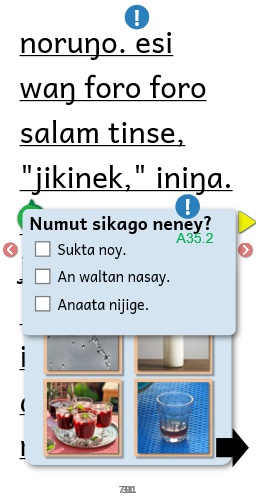 noruŋo. esi
waŋ foro foro
salam tinse,
"jikinek," iniŋa.
Numut sikago neney?
A35.2
Sukta noy.
An waltan nasay.
Anaata nijige.